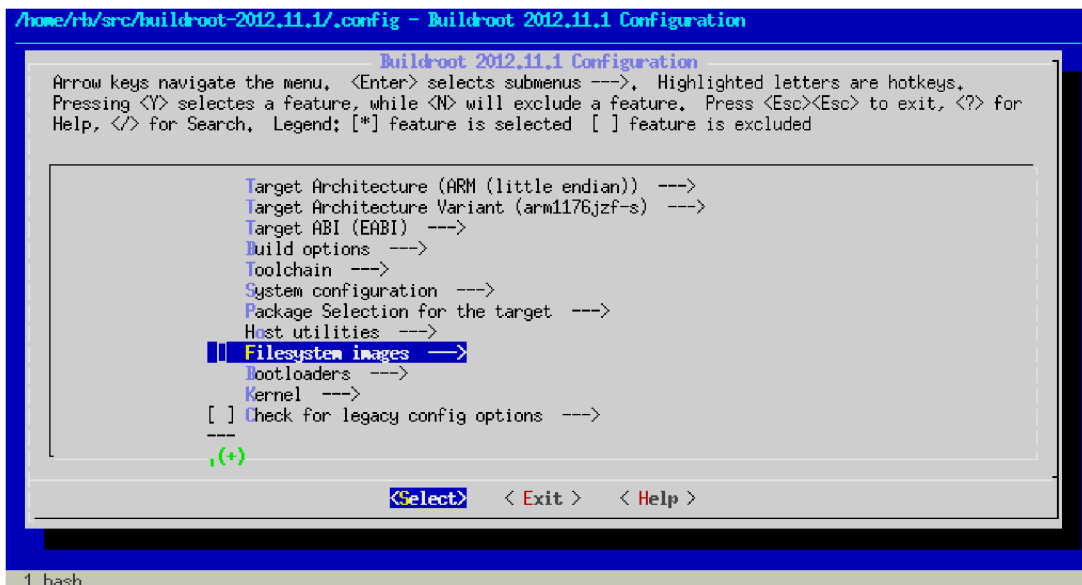 /home/rb/src/buildroot-2012.11.1/.config - Buildroot 2012.11.1 Configuration
Buildroot 2012.11.1 Configuration
Arrow keys navigate the menu.  <Enter> selects submenus --->.  Highlighted letters are hotkeys.
Pressing <Y> selectes a feature, while <N> will exclude a feature.  Press <Esc><Esc> to exit, <?> for
Help, </> for Search.  Legend: [*] feature is selected  [ ] feature is excluded
Target Architecture (ARM (little endian))  --->
Target Architecture Variant (arm1176jzf-s)  --->
Target ABI (EABI)  --->
Build options  --->
Toolchain  --->
System configuration  --->
Package Selection for the target  --->
Host utilities  --->
Filesystem images  --->
Bootloaders  --->
Kernel  --->
[ ] Check for legacy config options  --->
---
(+)
<Select>    < Exit >    < Help >
1 bash